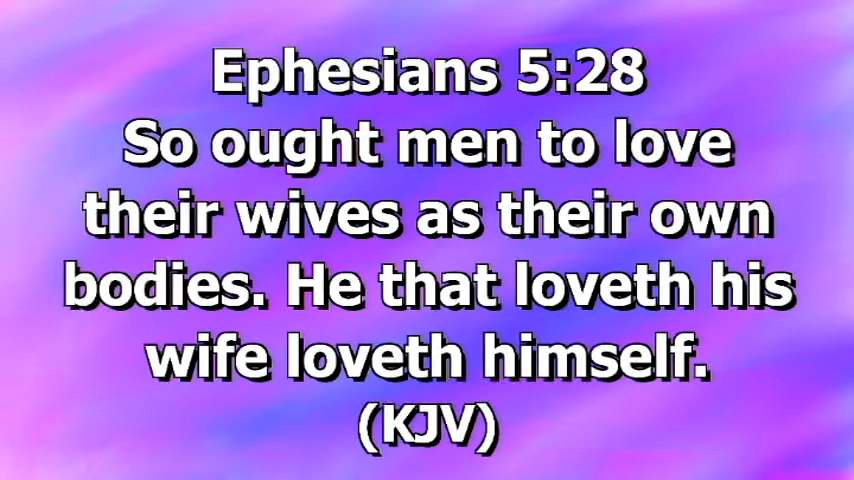 Ephesians 5:28
So ought men to love
their wives as their own
bodies. He that loveth his
wife loveth himself.
(KJV)